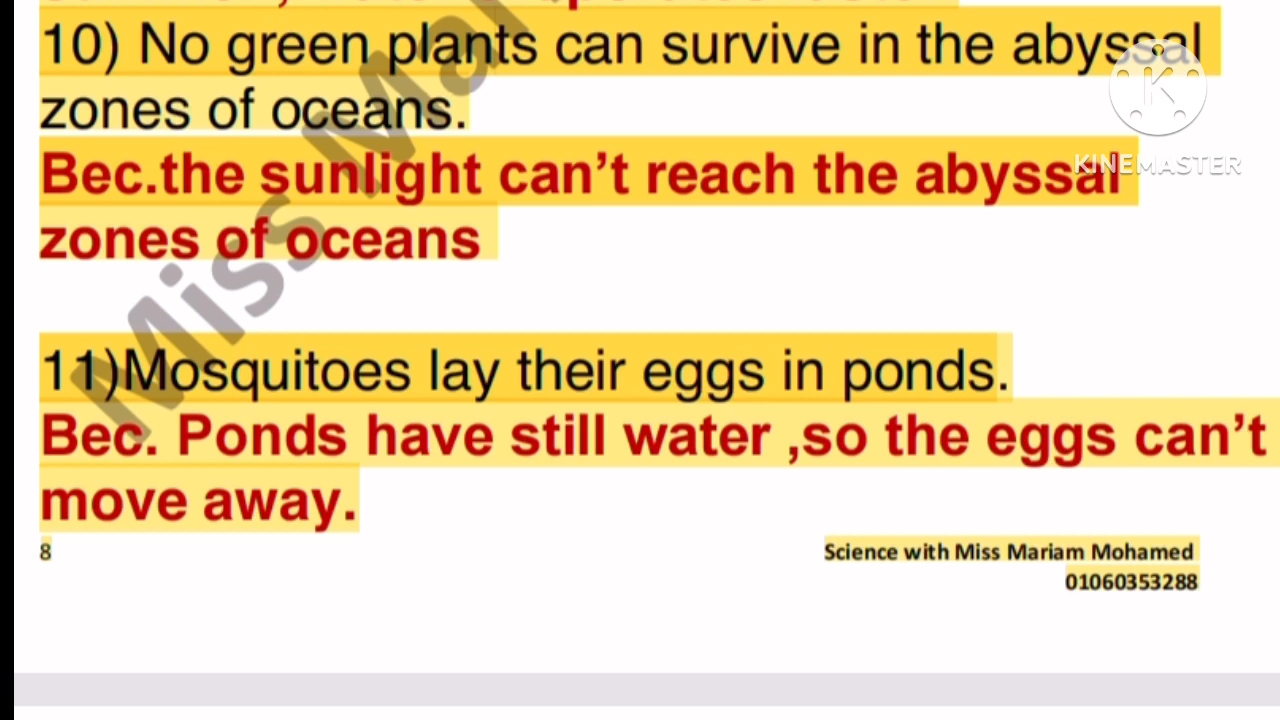 10) No green plants can survive in the abyssal
zones of oceans.
Bec.the sunlight can’t reach the abyssal
zones of oceans
11)Mosquitoes lay their eggs in ponds.
Bec. Ponds have still water ,so the eggs can’t
move away.
8
Science with Miss Mariam Mohamed
01060353288
KINEMASTER
Miss